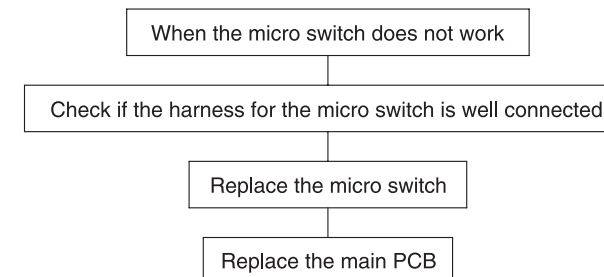 When the micro switch does not work
Check if the harness for the micro switch is well connected
Replace the micro switch
Replace the main PCB